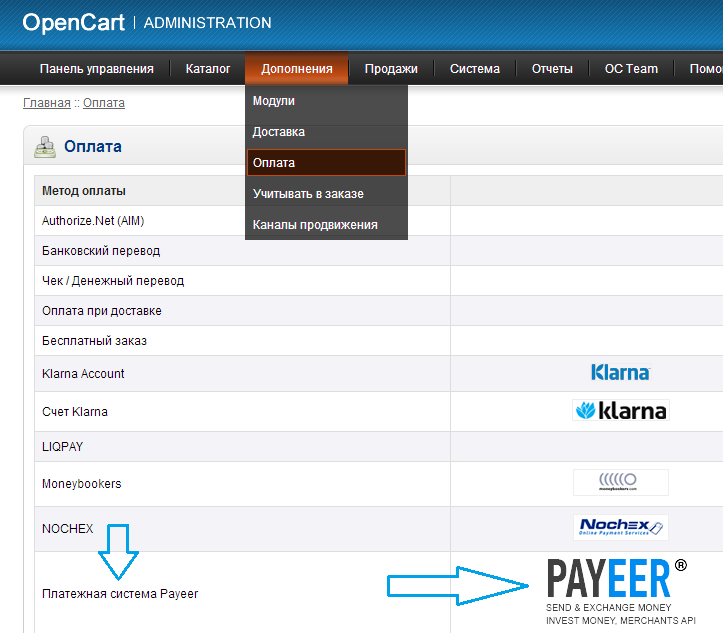 OpenCart | ADMINISTRATION
Панель управления Каталог Дополнения Продажи Система Отчеты OC Team Помо
Главная :: Оплата
Модули
Доставка
Оплата
Учитывать в заказе
Каналы продвижения
Оплата
Метод оплаты
Authorize.Net (AIM)
Банковский перевод
Чек / Денежный перевод
Оплата при доставке
Бесплатный заказ
Klarna Account Klarna
Счет Klarna klarna
LIQPAY
Moneybookers moneybookers.com
NOCHEX Nochex
Online Payment Services
Платежная система Payeer PAYEER ®
SEND & EXCHANGE MONEY
INVEST MONEY, MERCHANTS API